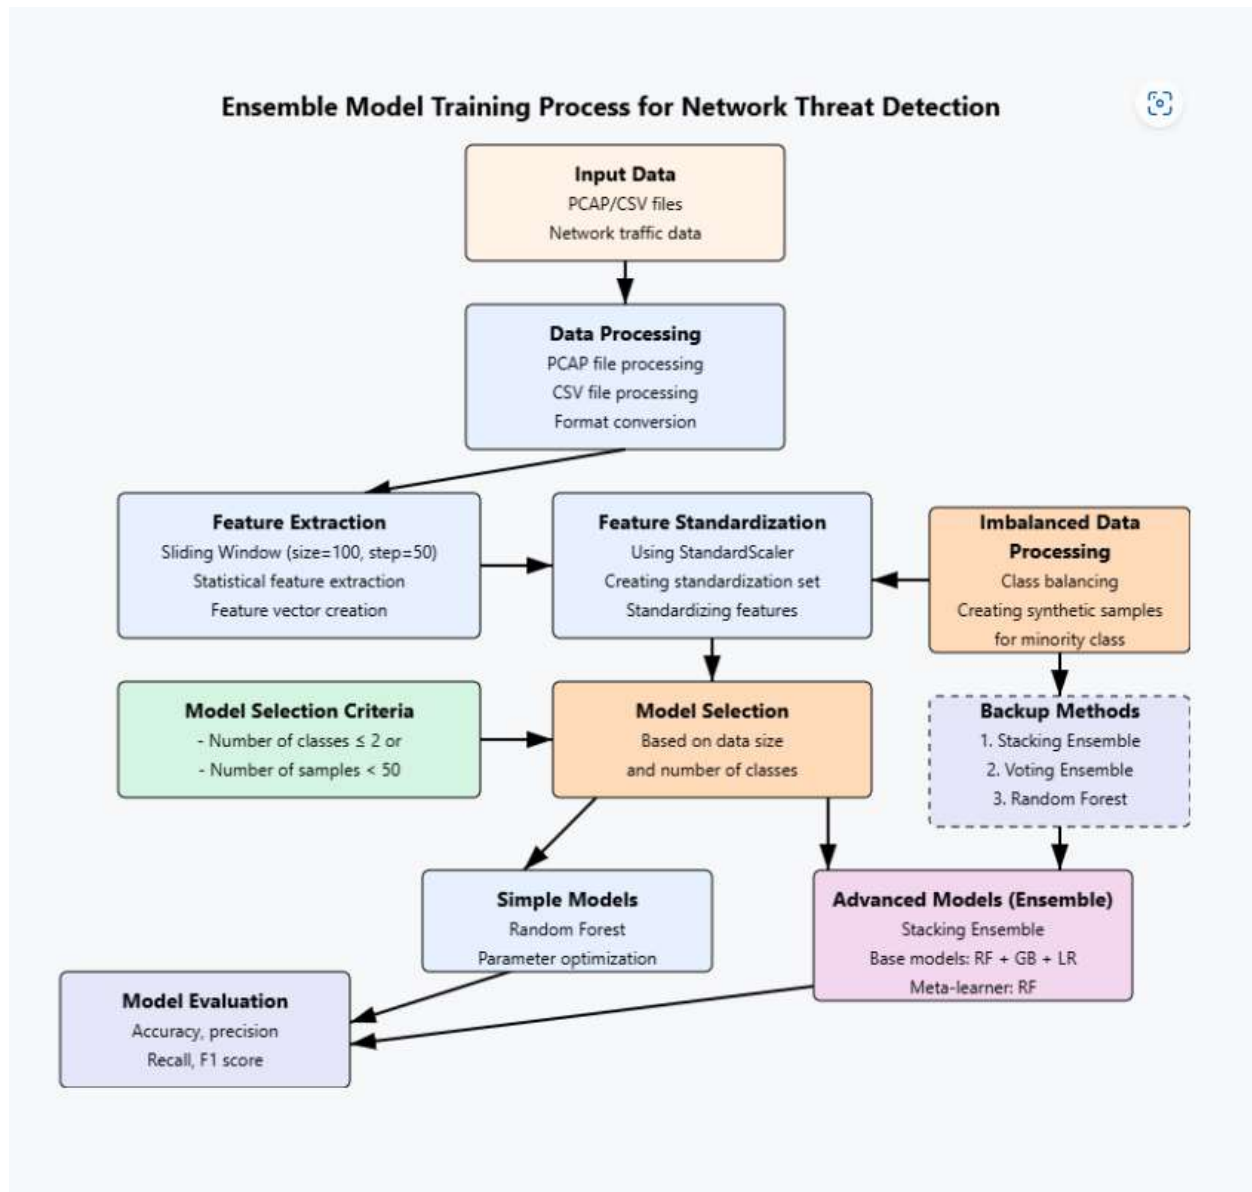 Ensemble Model Training Process for Network Threat Detection
Input Data
PCAP/CSV files
Network traffic data
Data Processing
PCAP file processing
CSV file processing
Format conversion
Feature Extraction
Sliding Window (size=100, step=50)
Statistical feature extraction
Feature vector creation
Feature Standardization
Using StandardScaler
Creating standardization set
Standardizing features
Imbalanced Data
Processing
Class balancing
Creating synthetic samples
for minority class
Model Selection Criteria
- Number of classes ≤ 2 or
- Number of samples < 50
Model Selection
Based on data size
and number of classes
Backup Methods
1. Stacking Ensemble
2. Voting Ensemble
3. Random Forest
Simple Models
Random Forest
Parameter optimization
Advanced Models (Ensemble)
Stacking Ensemble
Base models: RF + GB + LR
Meta-learner: RF
Model Evaluation
Accuracy, precision
Recall, F1 score